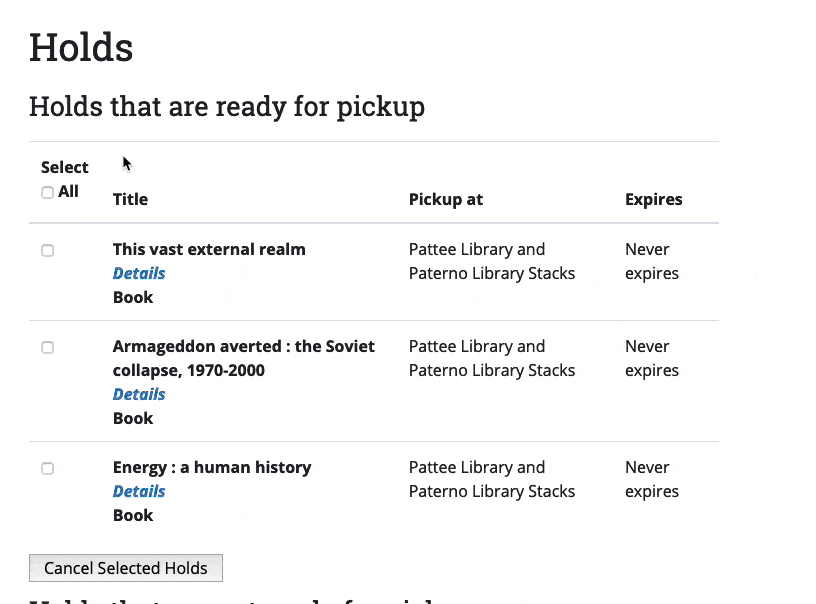 Holds
Holds that are ready for pickup
Select
All
Title
Pickup at
Expires
This vast external realm
Details
Book
Pattee Library and
Paterno Library Stacks
Never
expires
Armageddon averted : the Soviet
collapse, 1970-2000
Details
Book
Pattee Library and
Paterno Library Stacks
Never
expires
Energy : a human history
Details
Book
Pattee Library and
Paterno Library Stacks
Never
expires
Cancel Selected Holds